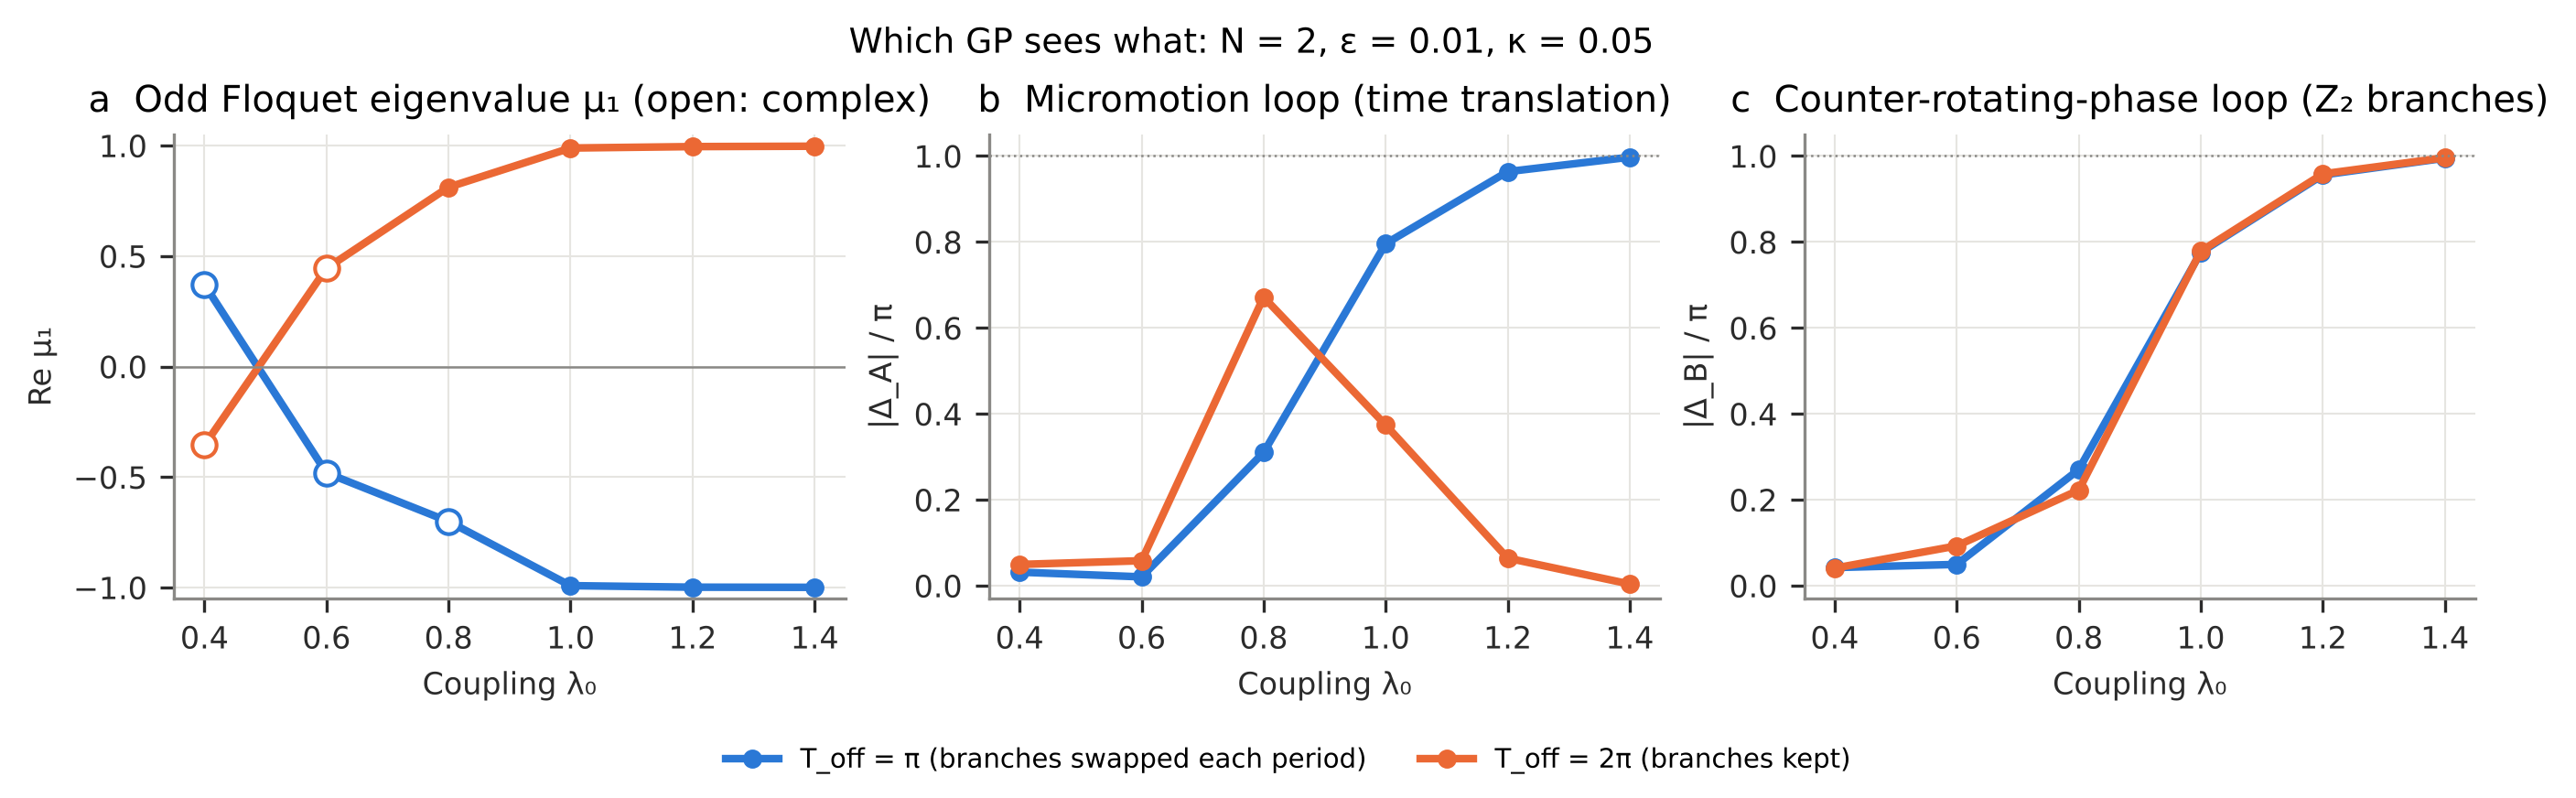 Which GP sees what: N = 2, ε = 0.01, κ = 0.05
a Odd Floquet eigenvalue μ₁ (open: complex)
1.0
0.5
0.0
−0.5
−1.0
Re μ₁
0.4 0.6 0.8 1.0 1.2 1.4
Coupling λ₀
b Micromotion loop (time translation)
1.0
0.8
0.6
0.4
0.2
0.0
|Δ_A| / π
0.4 0.6 0.8 1.0 1.2 1.4
Coupling λ₀
c Counter-rotating-phase loop (Z₂ branches)
1.0
0.8
0.6
0.4
0.2
0.0
|Δ_B| / π
0.4 0.6 0.8 1.0 1.2 1.4
Coupling λ₀
T_off = π (branches swapped each period)
T_off = 2π (branches kept)